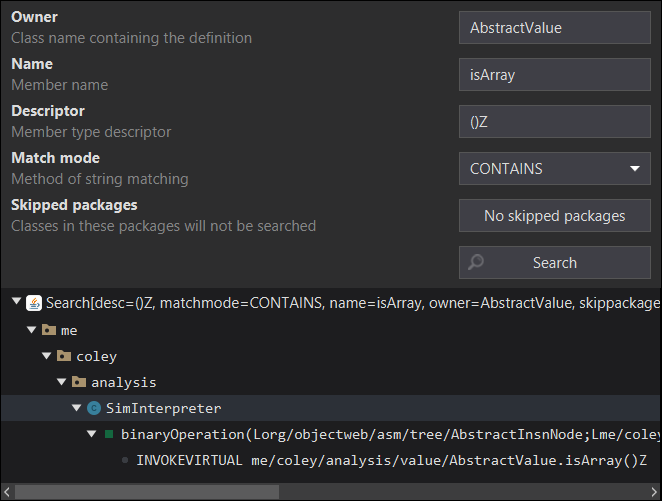 Owner
Class name containing the definition
AbstractValue
Name
Member name
isArray
Descriptor
Member type descriptor
()Z
Match mode
Method of string matching
CONTAINS
Skipped packages
Classes in these packages will not be searched
No skipped packages
Search
Search[desc=()Z, matchmode=CONTAINS, name=isArray, owner=AbstractValue, skippackage
me
coley
analysis
C SimInterpreter
binaryOperation(Lorg/objectweb/asm/tree/AbstractInsnNode;Lme/coley
INVOKEVIRTUAL me/coley/analysis/value/AbstractValue.isArray()Z